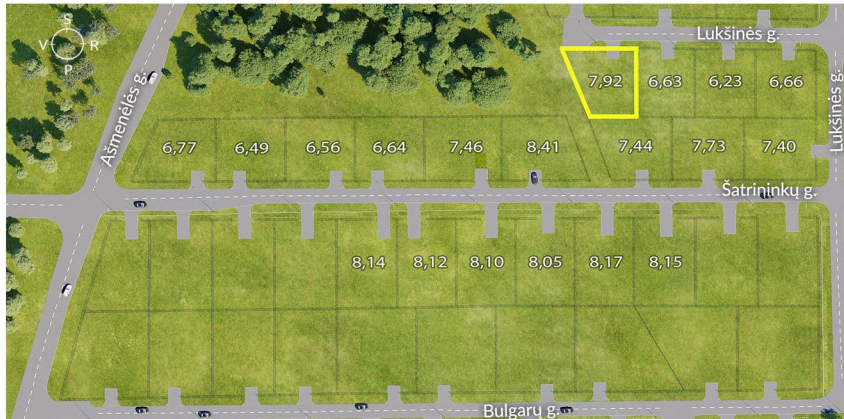 Š
V R
P
Ašmenėlės g.
Lukšinės g.
Lukšinės g.
7,92 6,63 6,23 6,66
6,77 6,49 6,56 6,64 7,46 8,41 7,44 7,73 7,40
Šatrininkų g.
8,14 8,12 8,10 8,05 8,17 8,15
Bulgarų g.